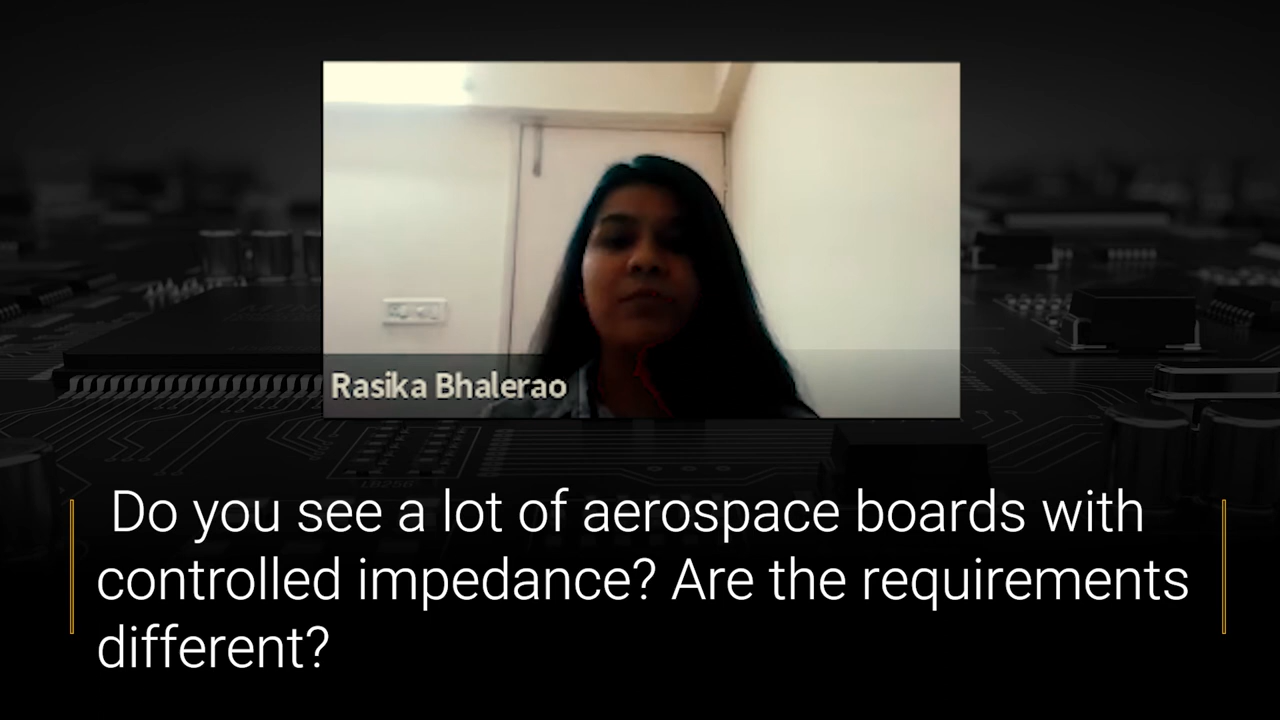 Rasika Bhalerao
Do you see a lot of aerospace boards with
controlled impedance? Are the requirements
different?